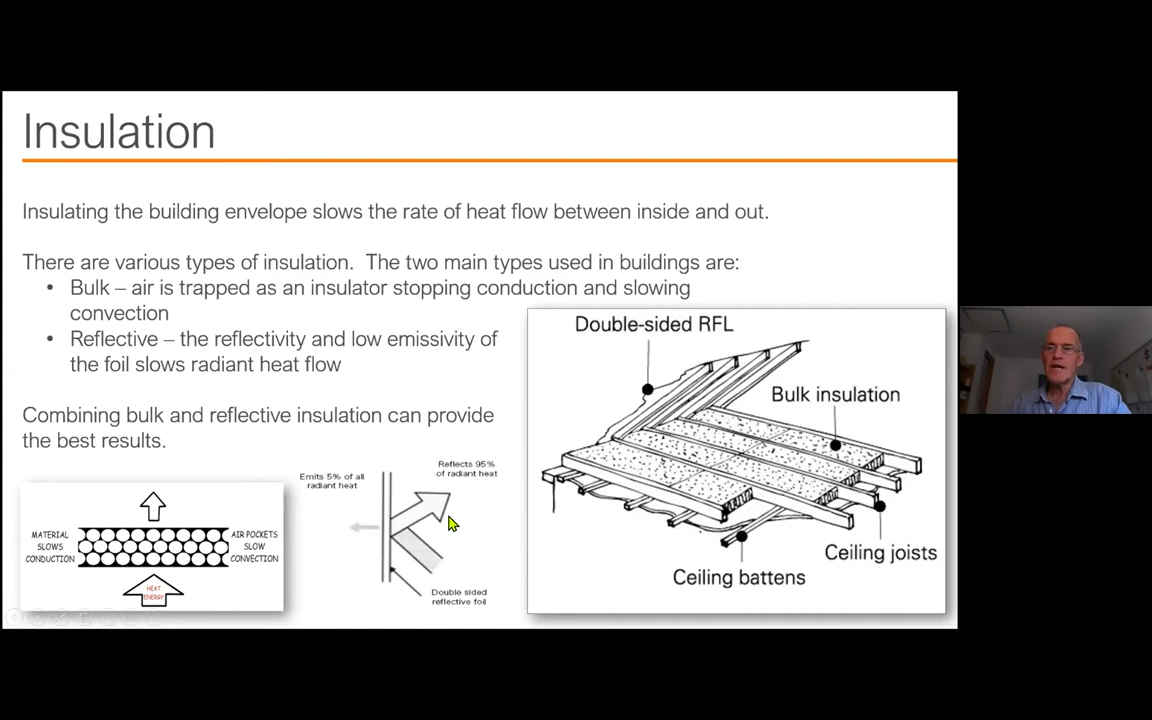 Insulation
Insulating the building envelope slows the rate of heat flow between inside and out.
There are various types of insulation. The two main types used in buildings are:
• Bulk – air is trapped as an insulator stopping conduction and slowing
convection
• Reflective – the reflectivity and low emissivity of
the foil slows radiant heat flow
Combining bulk and reflective insulation can provide
the best results.
MATERIAL
SLOWS
CONDUCTION
AIR POCKETS
SLOW
CONVECTION
HEAT
ENERGY
Emits 5% of all
radiant heat
Reflects 95%
of radiant heat
Double sided
reflective foil
Double-sided RFL
Bulk insulation
Ceiling joists
Ceiling battens